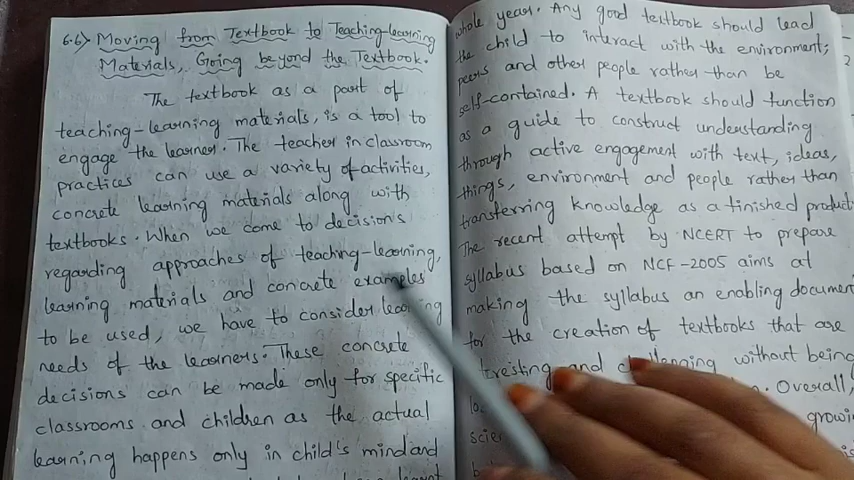 6.6) Moving from Textbook to Teaching-learning
Materials, Going beyond the Textbook.
The textbook as a part of
teaching-learning materials, is a tool to
engage the learner. The teacher in classroom
practices can use a variety of activities,
concrete learning materials along with
textbooks. When we come to decision's
regarding approaches of teaching-learning,
learning materials and concrete examples
to be used, we have to consider learning
needs of the learners. These concrete
decisions can be made only for specific
classrooms and children as the actual
learning happens only in child's mind and
whole year. Any good textbook should lead
the child to interact with the environment,
peers and other people rather than be
self-contained. A textbook should function
as a guide to construct understanding
through active engagement with text, ideas,
things, environment and people rather than
transferring knowledge as a finished product.
The recent attempt by NCERT to prepare
syllabus based on NCF-2005 aims at
making the syllabus an enabling document
for the creation of textbooks that are
and without being
Overall,
growin
2